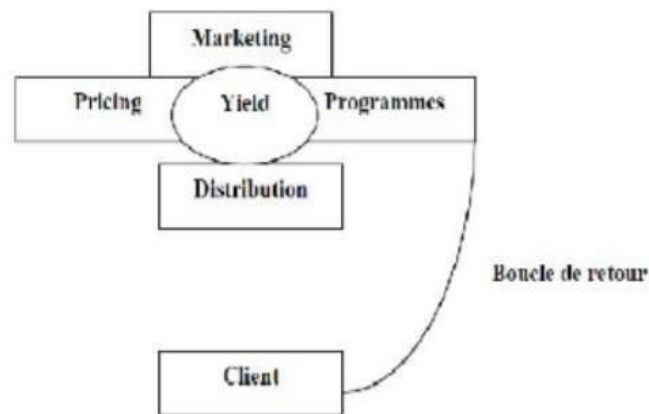 Marketing
Pricing Yield Programmes
Distribution
Boucle de retour
Client